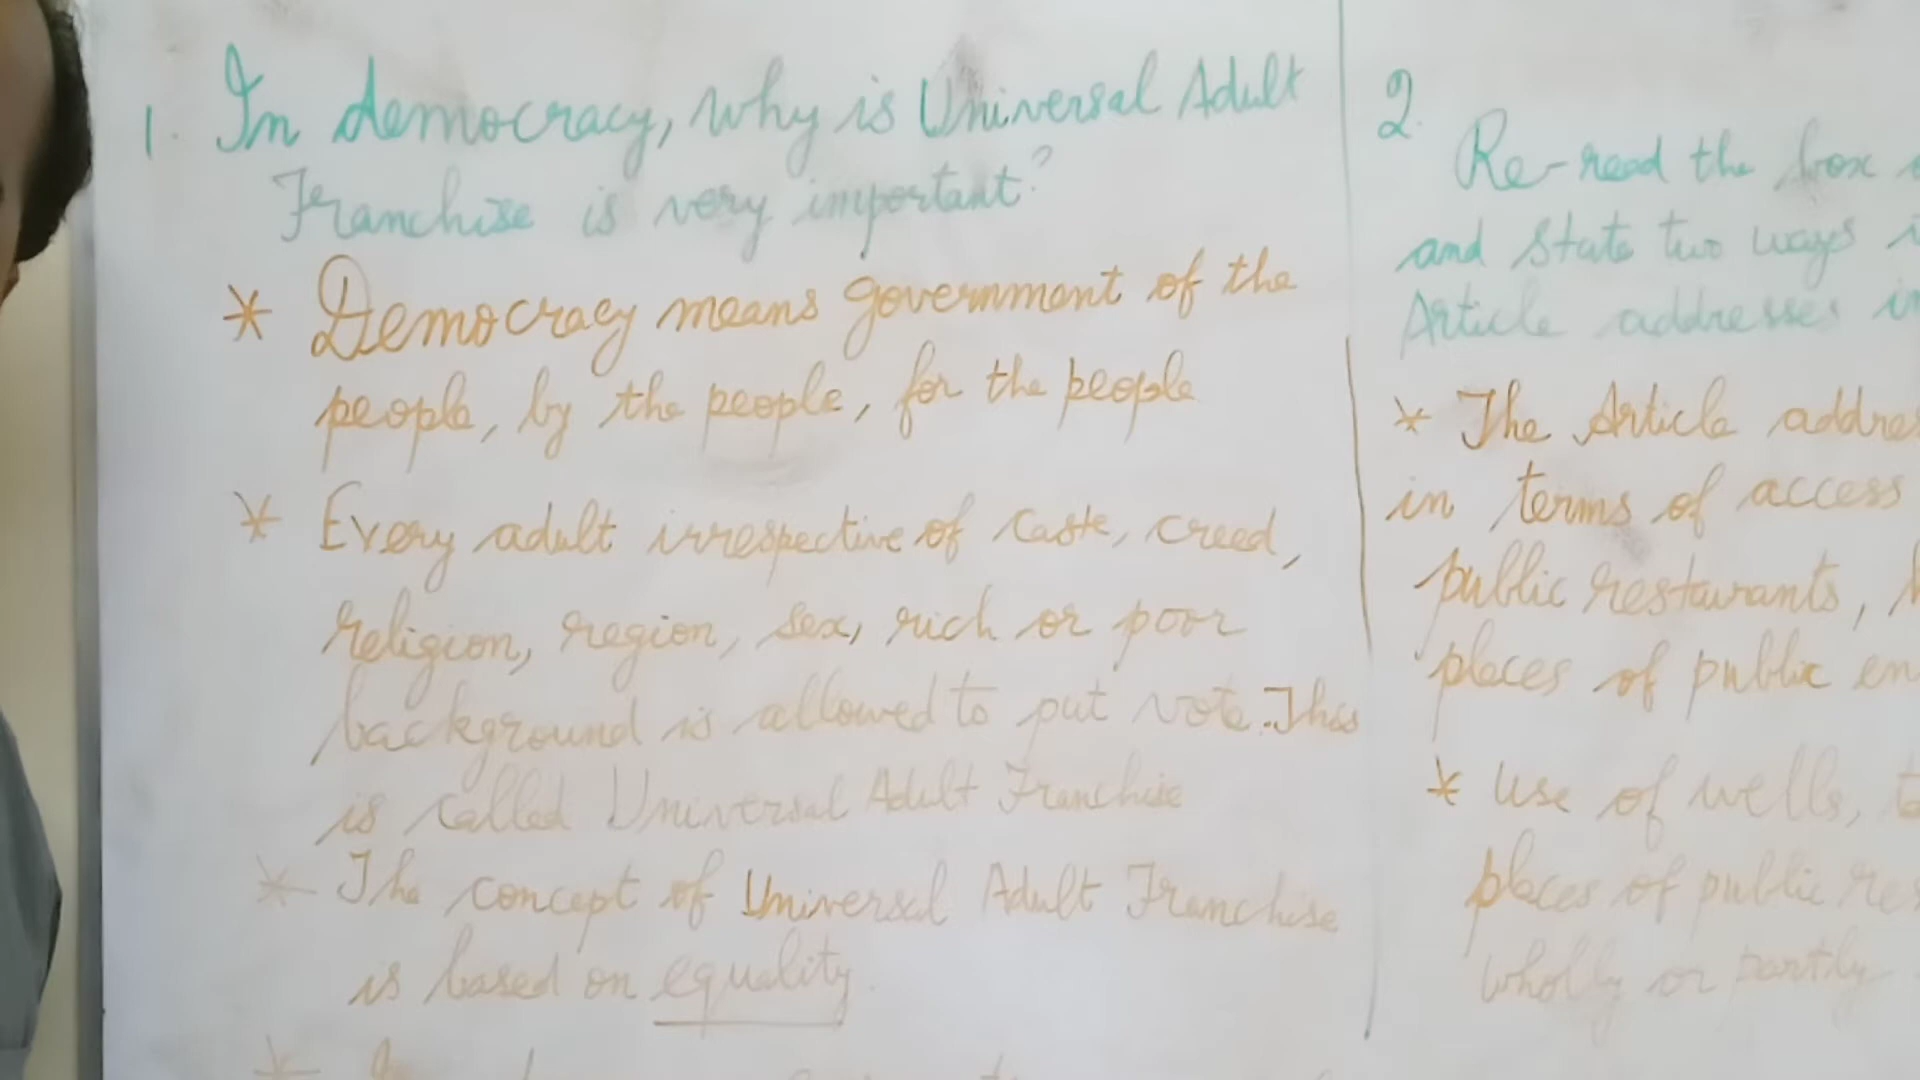 1. In democracy, why is Universal Adult
Franchise is very important?
* Democracy means government of the
people, by the people, for the people
* Every adult irrespective of caste, creed,
religion, region, sex, rich or poor
background is allowed to put vote. This
is called Universal Adult Franchise
* The concept of Universal Adult Franchise
is based on equality.
*
2.
Re-read the box
and state two ways
Article addresses
* The Article
in terms of access
public restaurants,
places of public
* Use of wells,
places of public
wholly or partly